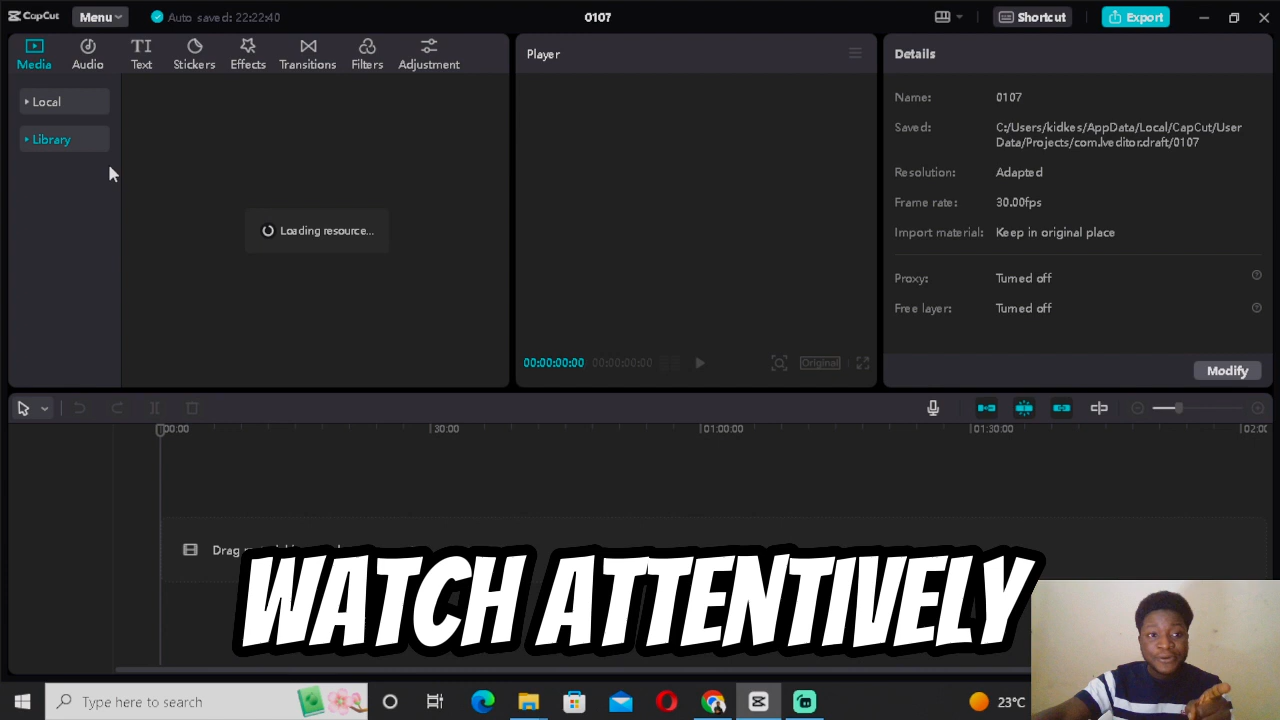 CapCut
Menu
Auto saved: 22:22:40
0107
Shortcut
Export
Media
Audio
TI
Text
Stickers
Effects
Transitions
Filters
Adjustment
Local
Library
Loading resource...
Player
00:00:00:00
00:00:00:00
Original
Details
Name: 0107
Saved: C:/Users/kidkes/AppData/Local/CapCut/User
Data/Projects/com.lveditor.draft/0107
Resolution: Adapted
Frame rate: 30.00fps
Import material: Keep in original place
Proxy: Turned off
Free layer: Turned off
Modify
00:00
30:00
01:00:00
01:30:00
Drag
WATCH ATTENTIVELY
Type here to search
23°C